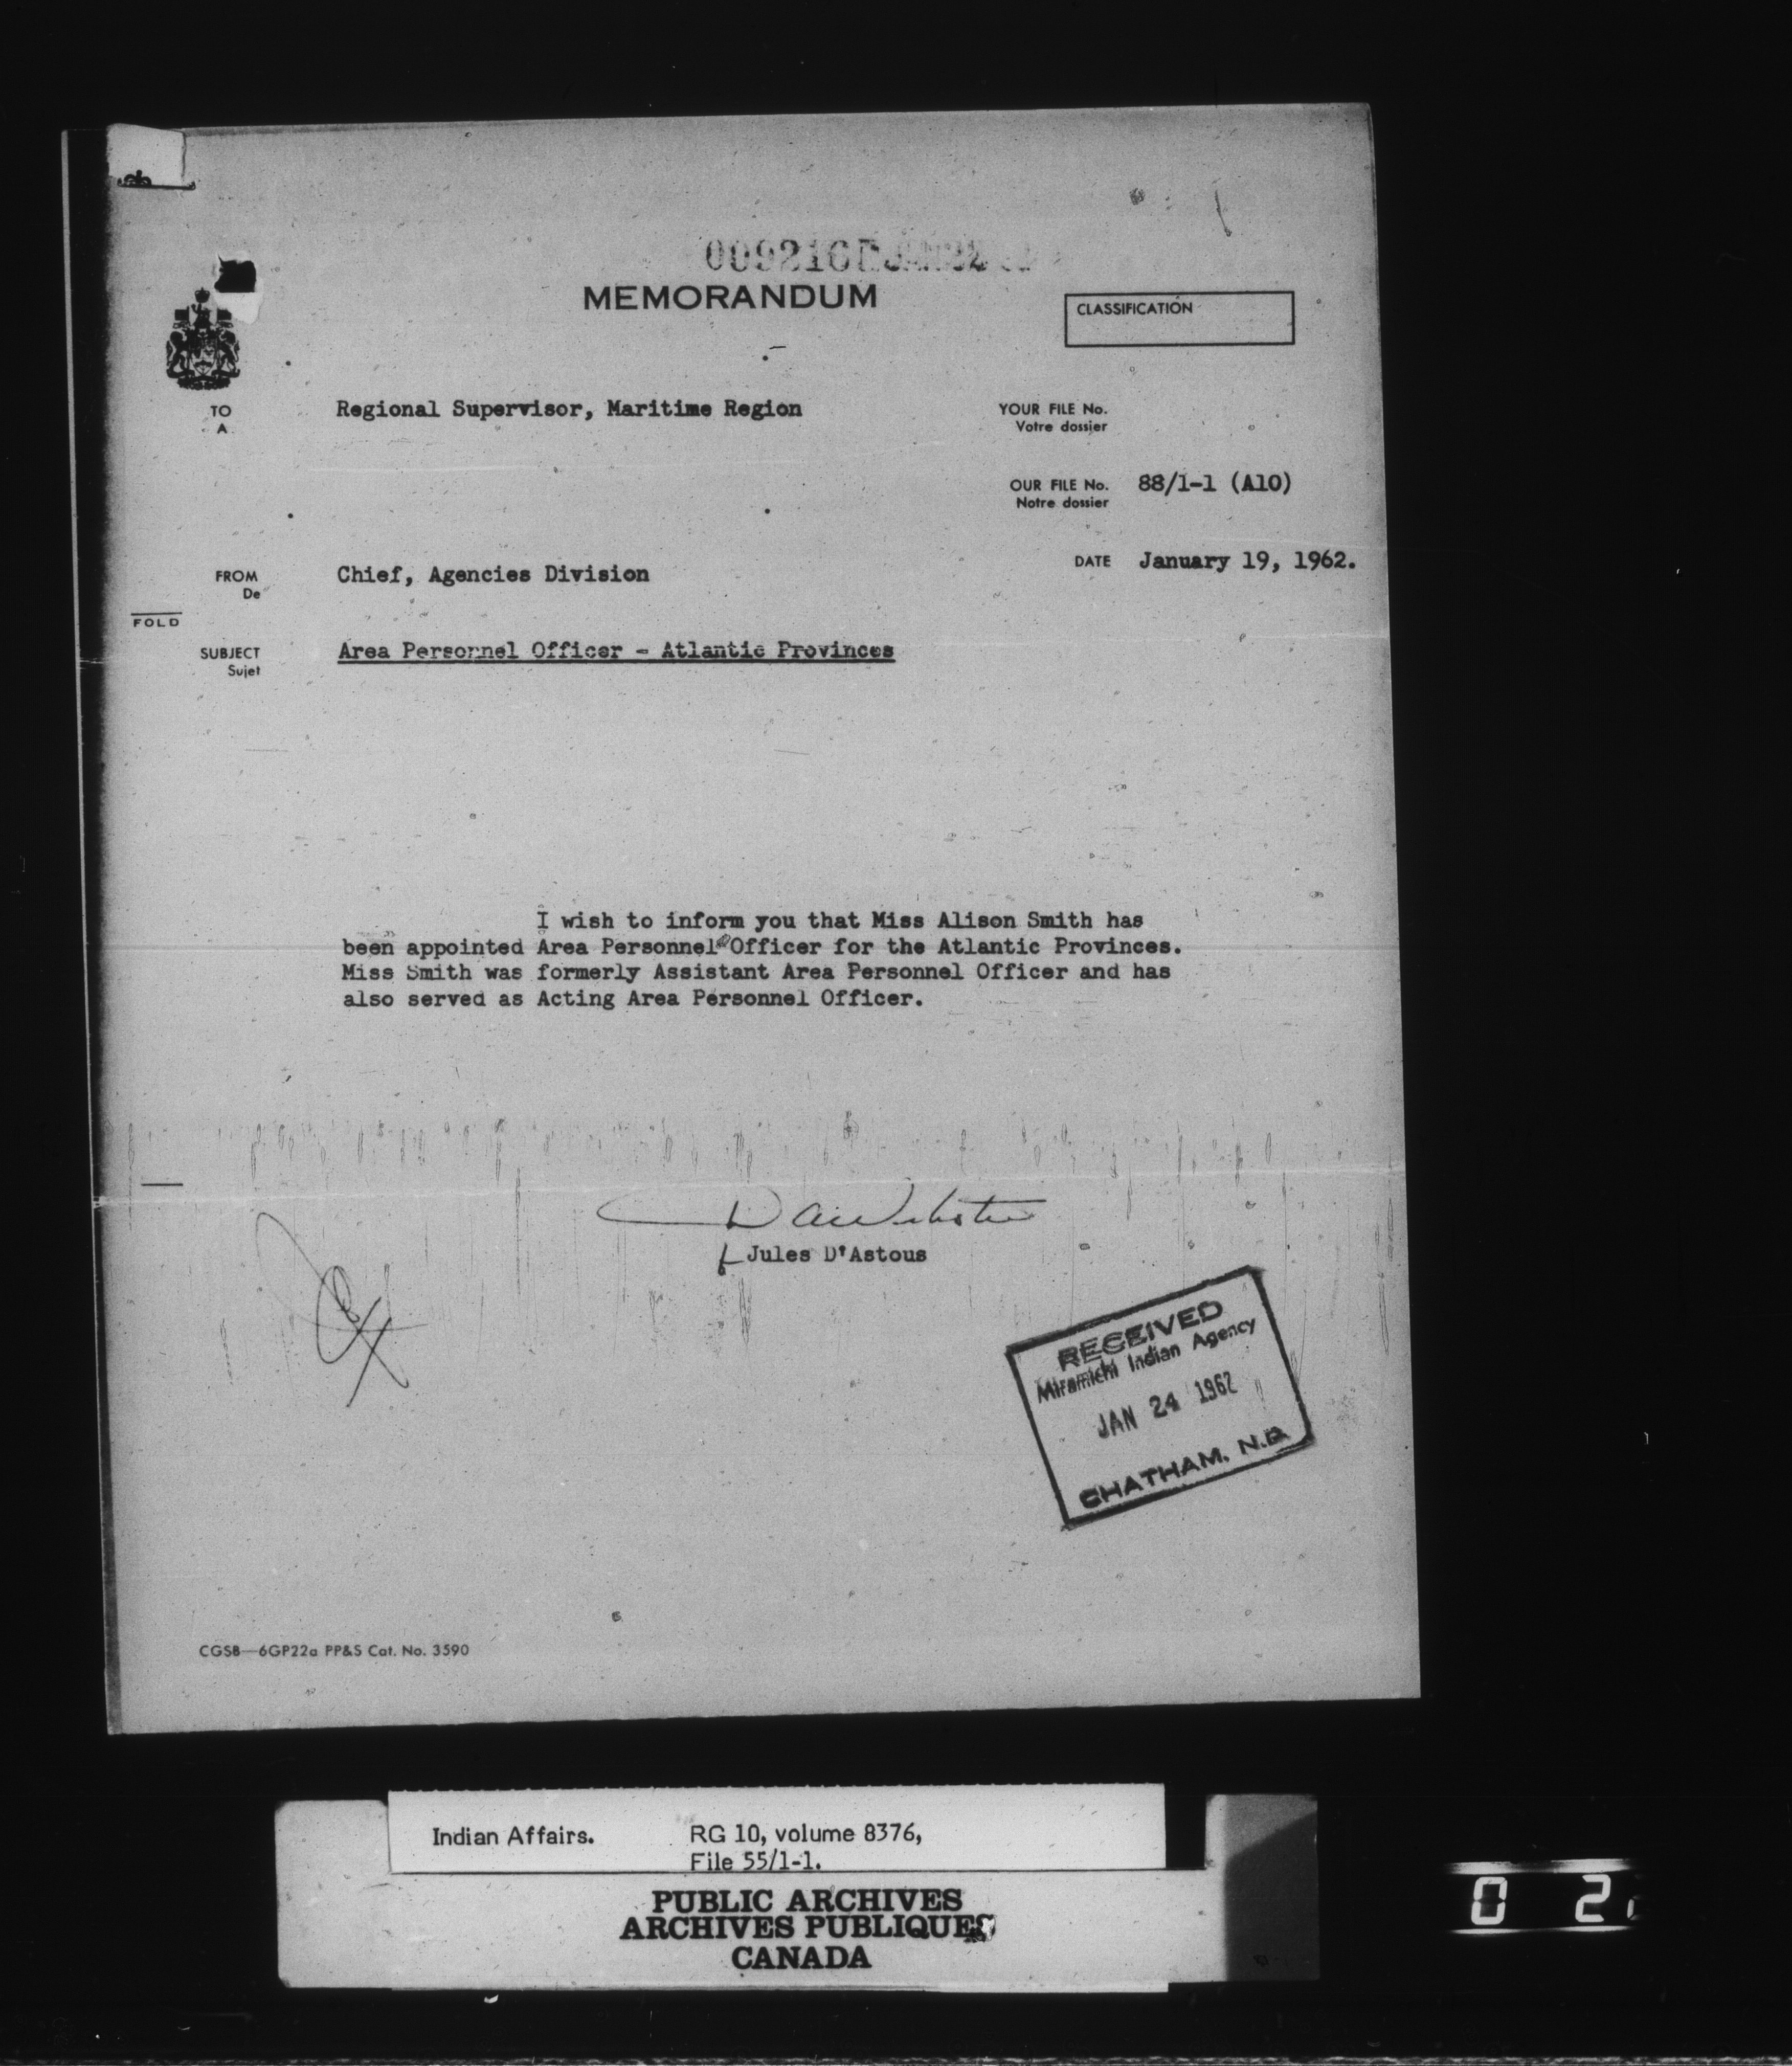 MEMORANDUM
CLASSIFICATION
TO
A
Regional Supervisor, Maritime Region
YOUR FILE No.
Votre dossier
OUR FILE No.
Notre dossier
88/1-1 (A10)
DATE
January 19, 1962.
FROM
De
Chief, Agencies Division
FOLD
SUBJECT
Sujet
Area Personnel Officer - Atlantic Provinces
I wish to inform you that Miss Alison Smith has
been appointed Area Personnel Officer for the Atlantic Provinces.
Miss Smith was formerly Assistant Area Personnel Officer and has
also served as Acting Area Personnel Officer.
Jules D'Astous
RECEIVED
Miramichi Indian Agency
JAN 24 1962
CHATHAM, N.B.
CGSB—6GP22a PP&S Cat. No. 3590
Indian Affairs.
RG 10, volume 8376,
File 55/1-1.
PUBLIC ARCHIVES
ARCHIVES PUBLIQUES
CANADA
0 2